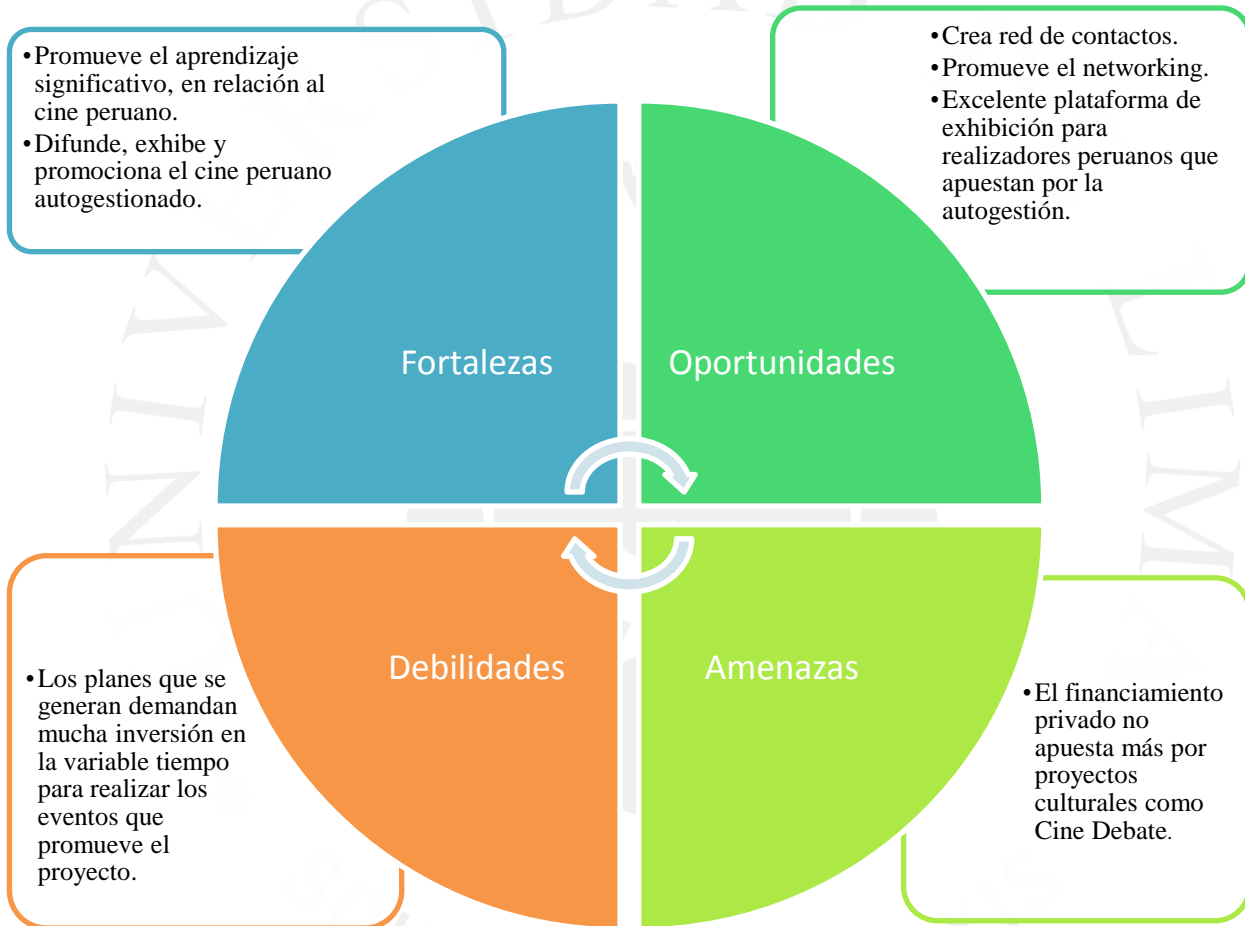 •Promueve el aprendizaje
significativo, en relación al
cine peruano.
•Difunde, exhibe y
promociona el cine peruano
autogestionado.
•Crea red de contactos.
•Promueve el networking.
•Excelente plataforma de
exhibición para
realizadores peruanos que
apuestan por la
autogestión.
Fortalezas
Oportunidades
Debilidades
Amenazas
•Los planes que se
generan demandan
mucha inversión en
la variable tiempo
para realizar los
eventos que
promueve el
proyecto.
•El financiamiento
privado no
apuesta más por
proyectos
culturales como
Cine Debate.